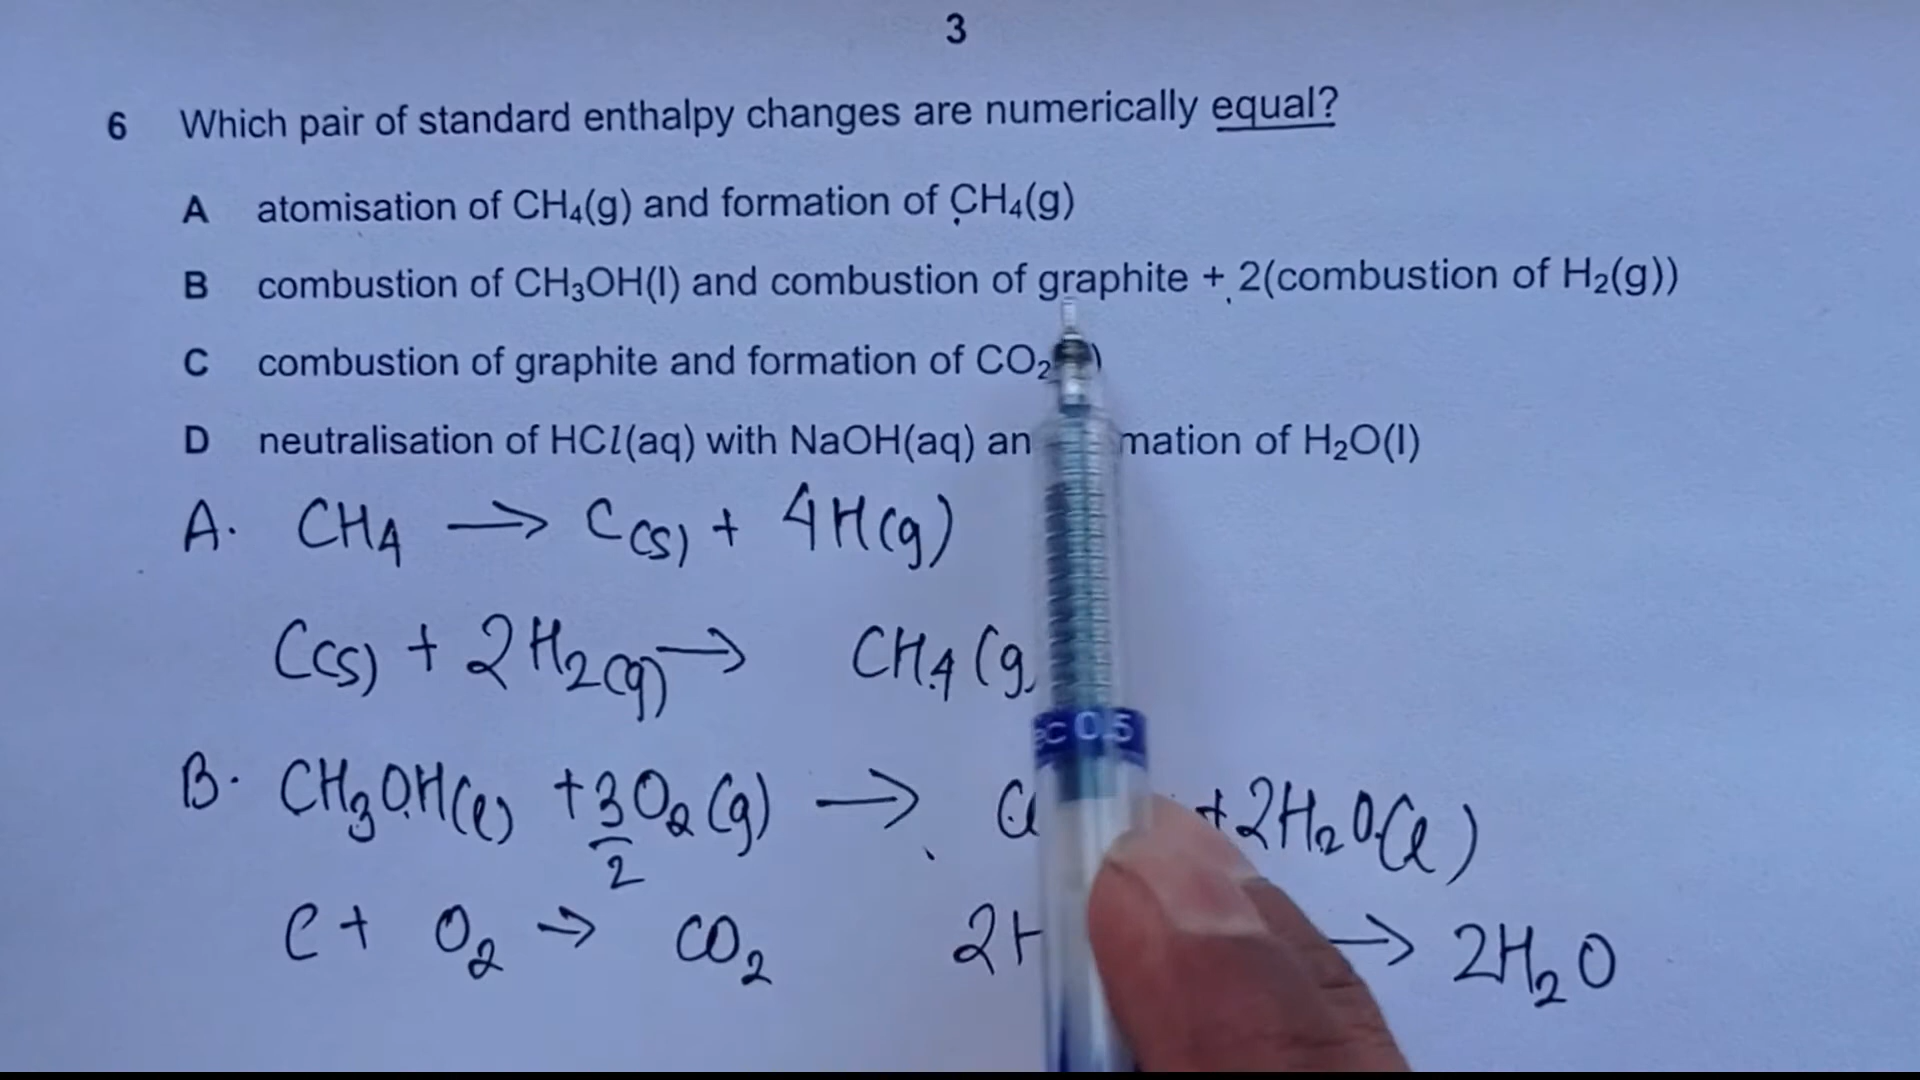 3
6 Which pair of standard enthalpy changes are numerically equal?
A atomisation of CH₄(g) and formation of CH₄(g)
B combustion of CH₃OH(l) and combustion of graphite + 2(combustion of H₂(g))
C combustion of graphite and formation of CO₂ )
D neutralisation of HCl(aq) with NaOH(aq) an mation of H₂O(l)
A. CH₄ → C(s) + 4H(g)
C(s) + 2H₂(g) → CH₄(g
B. CH₃OH(l) + 3/2 O₂(g) → C +2H₂O(l)
C + O₂ → CO₂ 2H → 2H₂O
0.5